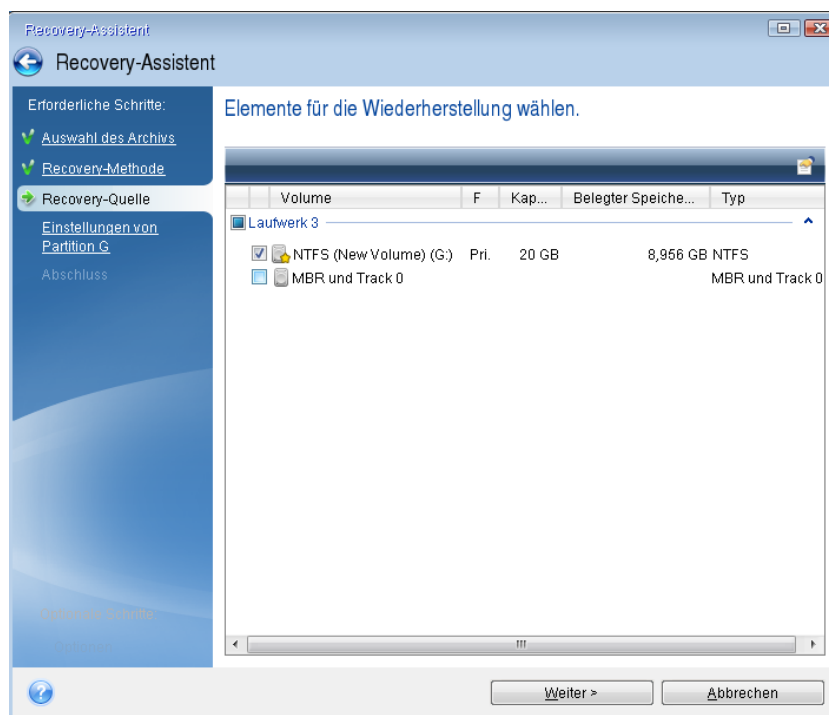 Recovery-Assistent
Recovery-Assistent
Erforderliche Schritte:
Auswahl des Archivs
Recovery-Methode
Recovery-Quelle
Einstellungen von
Partition G
Abschluss
Elemente für die Wiederherstellung wählen.
Volume F Kap... Belegter Speiche... Typ
Laufwerk 3
NTFS (New Volume) (G:) Pri. 20 GB 8,956 GB NTFS
MBR und Track 0 MBR und Track 0
Weiter > Abbrechen